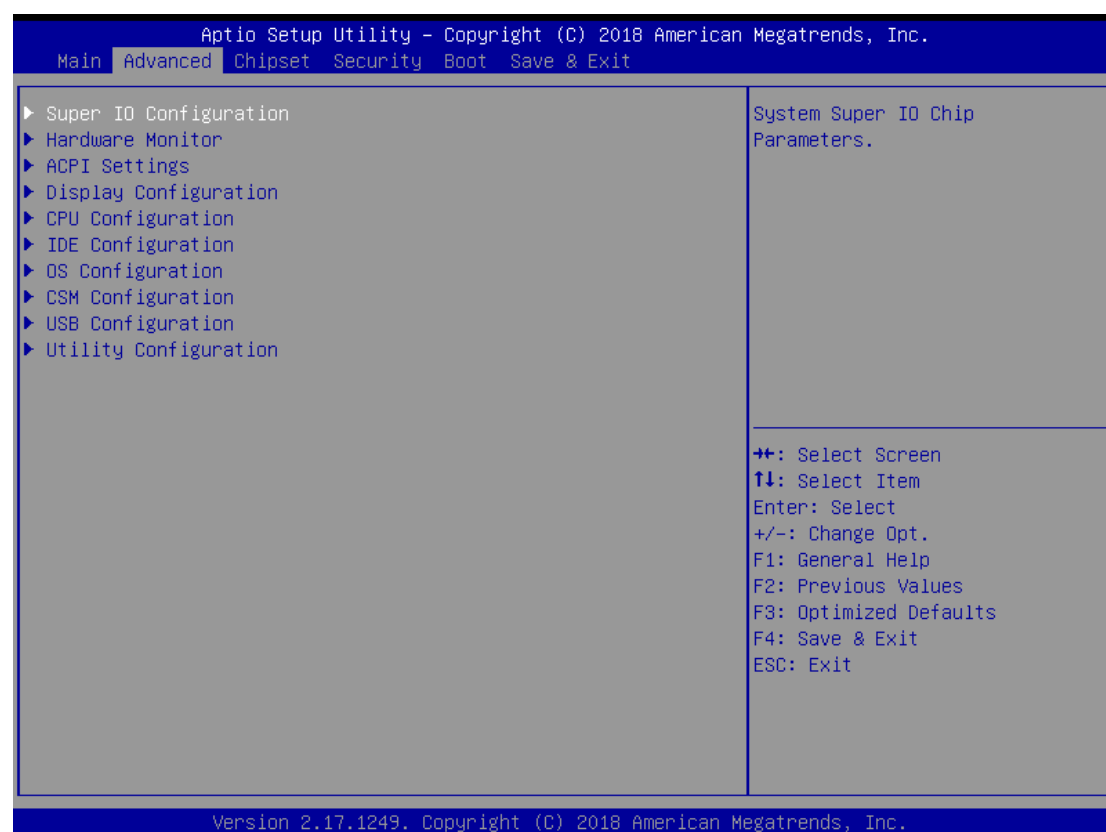 Aptio Setup Utility – Copyright (C) 2018 American Megatrends, Inc.
Main Advanced Chipset Security Boot Save & Exit
▶ Super IO Configuration
▶ Hardware Monitor
▶ ACPI Settings
▶ Display Configuration
▶ CPU Configuration
▶ IDE Configuration
▶ OS Configuration
▶ CSM Configuration
▶ USB Configuration
▶ Utility Configuration
System Super IO Chip
Parameters.
→←: Select Screen
↑↓: Select Item
Enter: Select
+/-: Change Opt.
F1: General Help
F2: Previous Values
F3: Optimized Defaults
F4: Save & Exit
ESC: Exit
Version 2.17.1249. Copyright (C) 2018 American Megatrends, Inc.